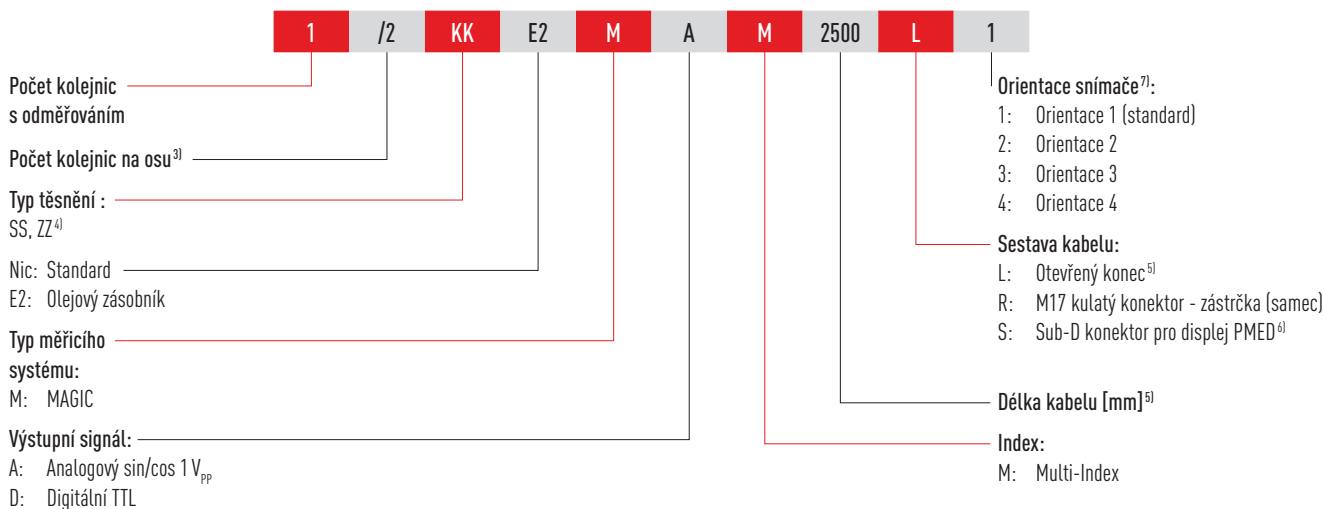 1 /2 KK E2 M A M 2500 L 1
Počet kolejnic
s odměřováním
Počet kolejnic na osu 3)
Typ těsnění :
SS, ZZ 4)
Nic: Standard
E2: Olejový zásobník
Typ měřicího
systému:
M: MAGIC
Výstupní signál:
A: Analogový sin/cos 1 VPP
D: Digitální TTL
Orientace snímače 7):
1: Orientace 1 (standard)
2: Orientace 2
3: Orientace 3
4: Orientace 4
Sestava kabelu:
L: Otevřený konec 5)
R: M17 kulatý konektor - zástrčka (samec)
S: Sub-D konektor pro displej PMED 6)
Délka kabelu [mm] 5)
Index:
M: Multi-Index